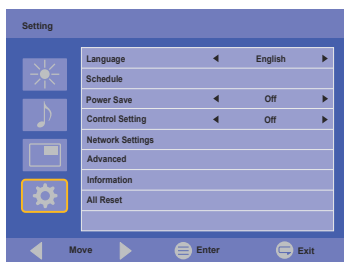 Setting
Language English
Schedule
Power Save Off
Control Setting Off
Network Settings
Advanced
Information
All Reset
Move Enter Exit